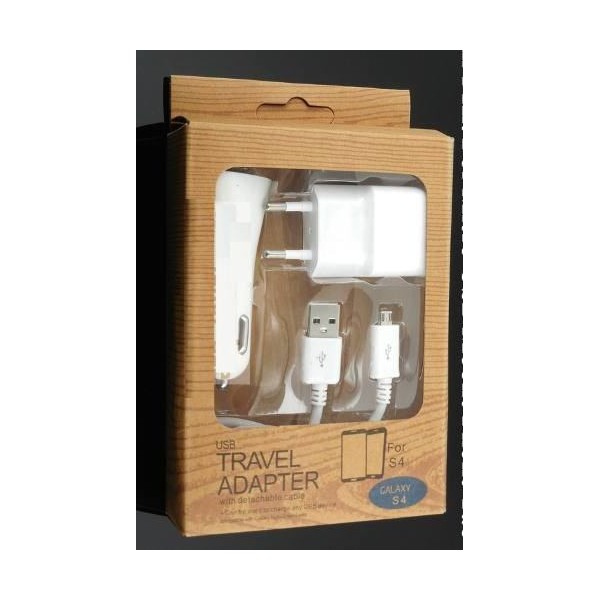 USB
TRAVEL
ADAPTER
with detachable cable
For
S4
GALAXY
S4